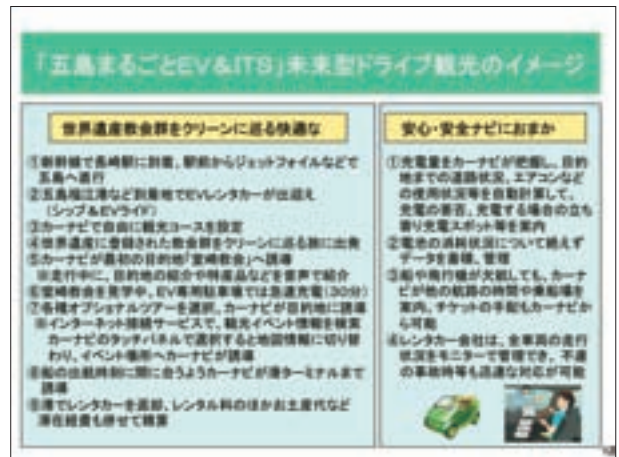 「五島まるごとEV&ITS」未来型ドライブ観光のイメージ
世界遺産教会群をクリーンに巡る快適な
①新幹線で長崎駅に到着、駅前からジェットフォイルなどで
五島へ直行
②五島福江港など到着地でEVレンタカーが出迎え
(シップ&EVライド)
③カーナビで自由に観光コースを設定
④世界遺産に登録された教会群をクリーンに巡る旅に出発
⑤カーナビが最初の目的地「堂崎教会」へ誘導
※走行中に、目的地の紹介や特産品などを音声で紹介
⑥堂崎教会を見学中、EV専用駐車場では急速充電(30分)
⑦各種オプショナルツアーを選択、カーナビが目的地に誘導
※インターネット接続サービスで、観光イベント情報を検索
カーナビのタッチパネルで選択すると地図情報に切り替
わり、イベント場所へカーナビが誘導
⑧船の出航時刻に間に合うようカーナビが港ターミナルまで
誘導
⑨港でレンタカーを返却、レンタル料のほかお土産代など
滞在経費も併せて精算
安心・安全ナビにおまか
①充電量をカーナビが把握し、目的
地までの道路状況、エアコンなど
の使用状況等を自動計算して、
充電の要否、充電する場合の立ち
寄り充電スポット等を案内
②電池の消耗状況について絶えず
データを蓄積、管理
③船や飛行機が欠航しても、カーナ
ビが他の航路の時間や乗船場を
案内、チケットの手配もカーナビか
ら可能
④レンタカー会社は、全車両の走行
状況をモニターで管理でき、不慮
の事故時等も迅速な対応が可能